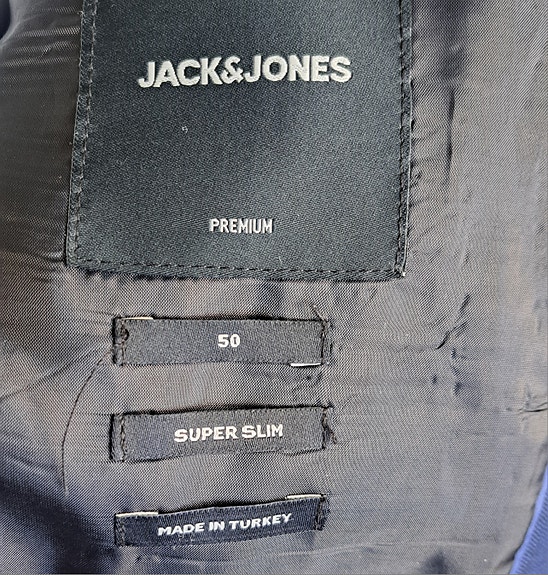 JACK&JONES
PREMIUM
50
SUPER SLIM
MADE IN TURKEY